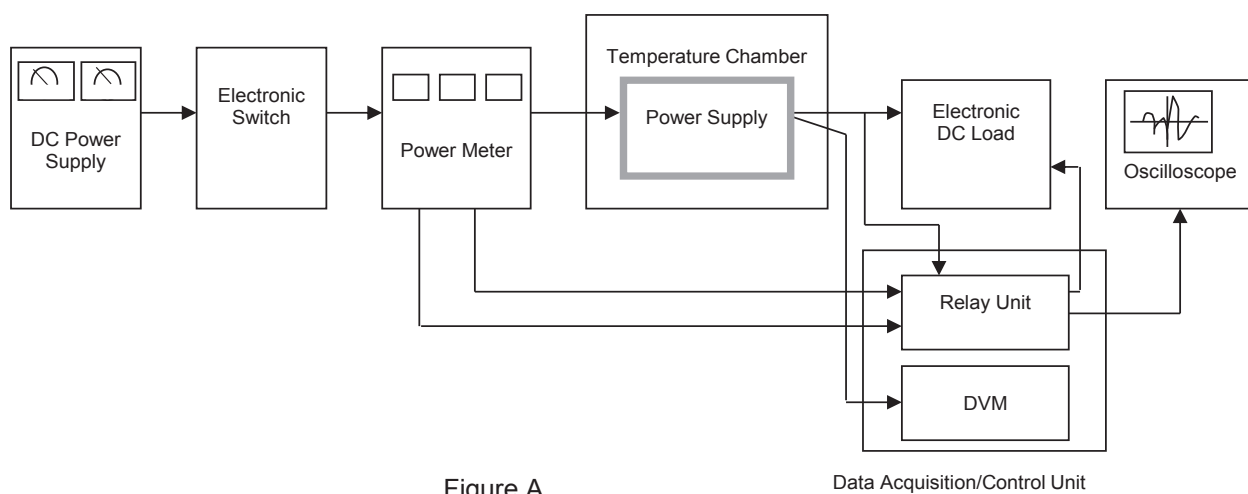 Temperature Chamber
Electronic
Switch
Power Supply
Electronic
DC Load
DC Power
Supply
Power Meter
Oscilloscope
Relay Unit
DVM
Figure A
Data Acquisition/Control Unit